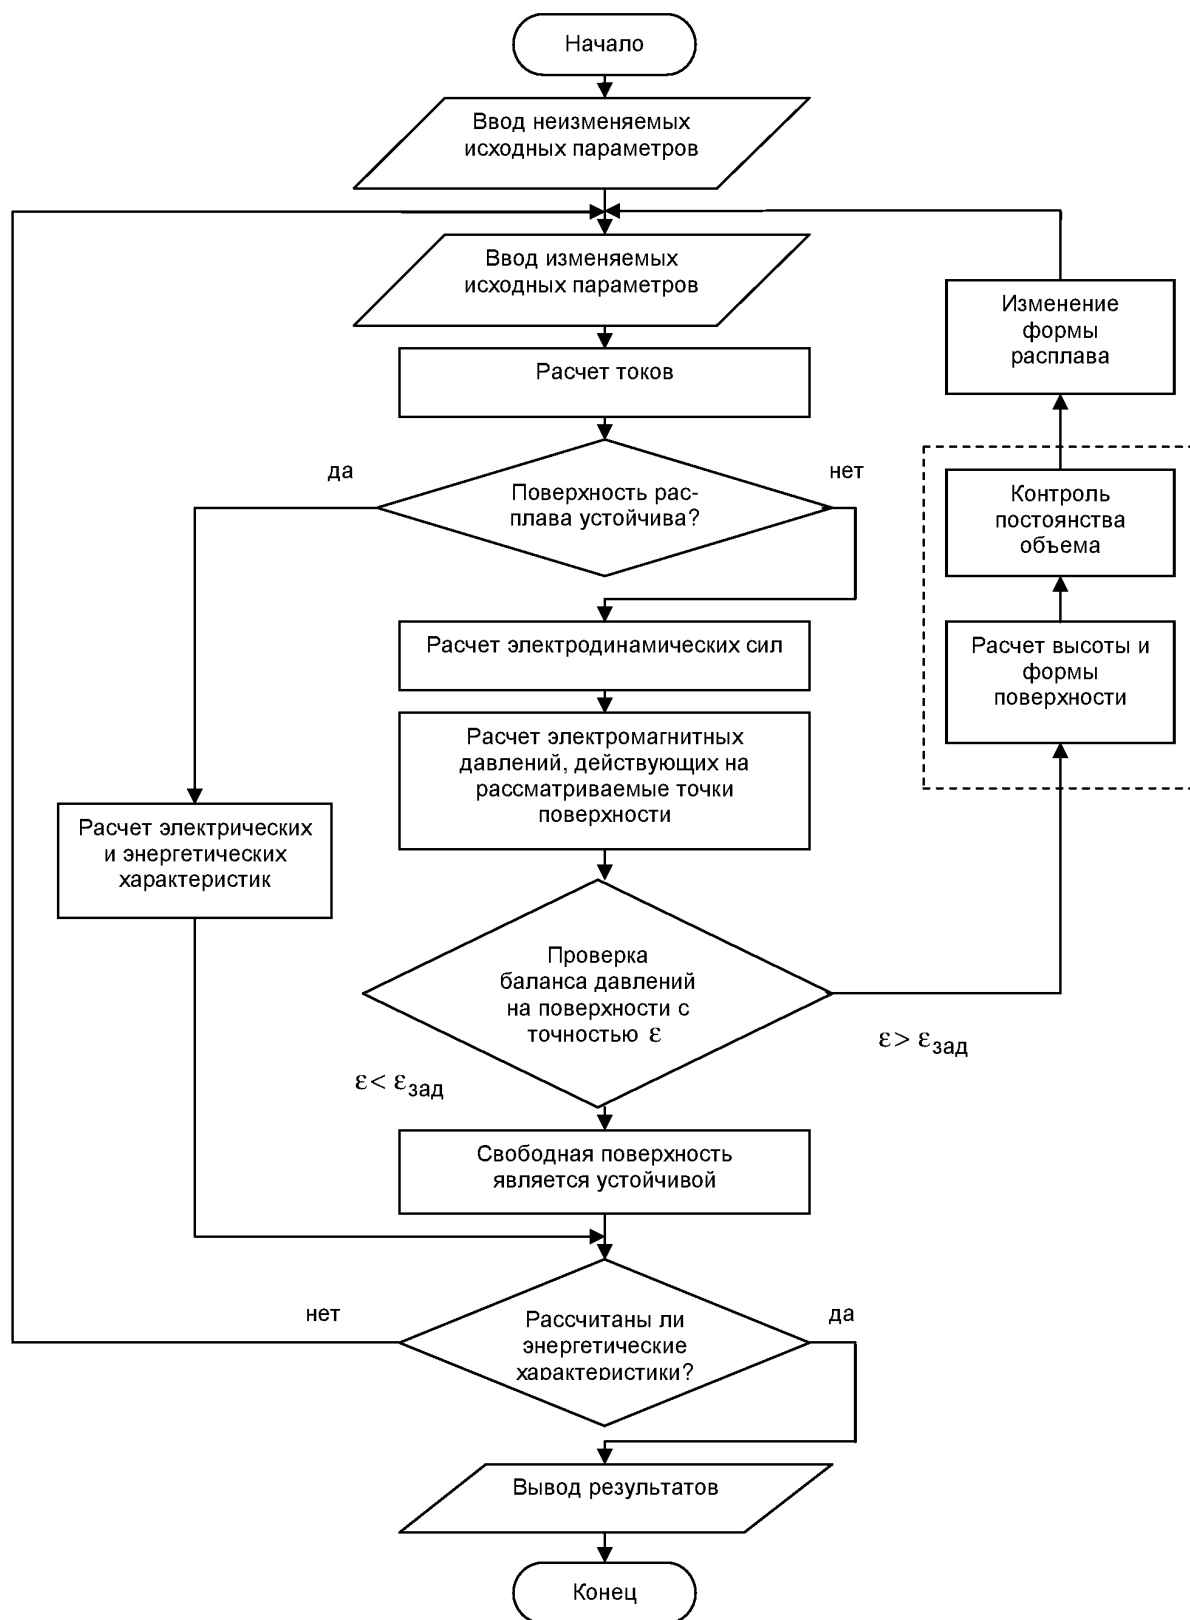 Начало
Ввод неизменяемых
исходных параметров
Ввод изменяемых
исходных параметров
Изменение
формы
расплава
Расчет токов
да
нет
Поверхность рас-
плава устойчива?
Контроль
постоянства
объема
Расчет электродинамических сил
Расчет высоты и
формы
поверхности
Расчет электромагнитных
давлений, действующих на
рассматриваемые точки
поверхности
Расчет электрических
и энергетических
характеристик
Проверка
баланса давлений
на поверхности с
точностью ε
ε > εзад
ε < εзад
Свободная поверхность
является устойчивой
нет
да
Рассчитаны ли
энергетические
характеристики?
Вывод результатов
Конец